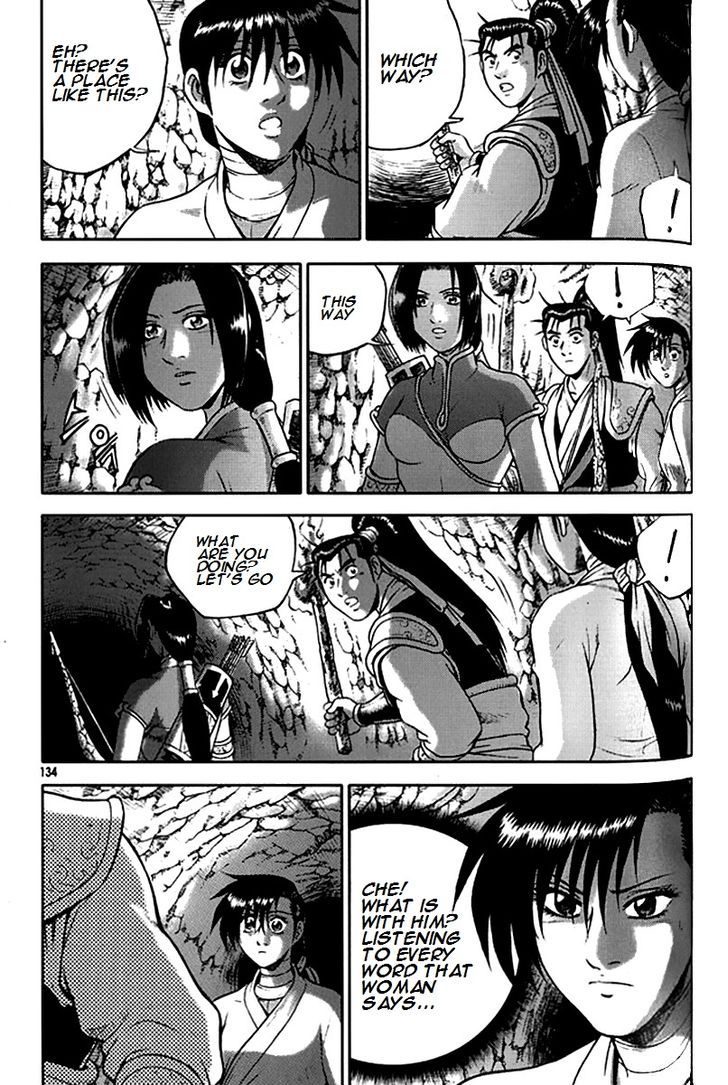 EH?
THERE'S
A PLACE
LIKE THIS?
WHICH
WAY?
!
THIS
WAY
!
WHAT
ARE YOU
DOING?
LET'S GO
!
134
CHE!
WHAT IS
WITH HIM?
LISTENING
TO EVERY
WORD THAT
WOMAN
SAYS...